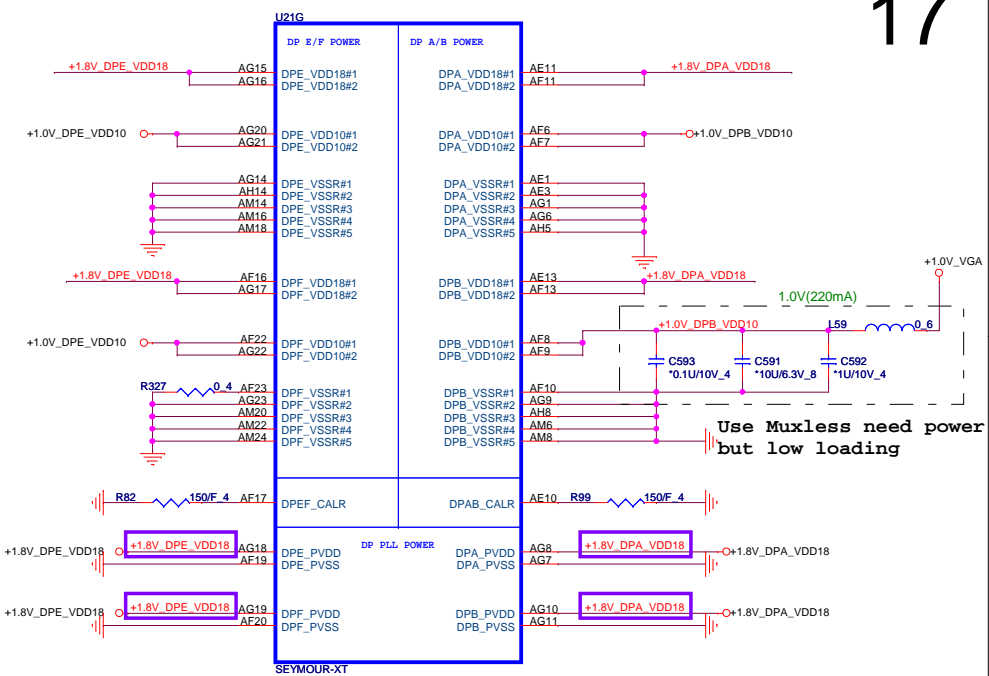 17
U21G
DP E/F POWER DP A/B POWER
+1.8V_DPE_VDD18 AG15 DPE_VDD18#1 DPA_VDD18#1 AE11 +1.8V_DPA_VDD18
AG16 DPE_VDD18#2 DPA_VDD18#2 AF11
+1.0V_DPE_VDD10 AG20 DPE_VDD10#1 DPA_VDD10#1 AF6 +1.0V_DPB_VDD10
AG21 DPE_VDD10#2 DPA_VDD10#2 AF7
AG14 DPE_VSSR#1 DPA_VSSR#1 AE1
AH14 DPE_VSSR#2 DPA_VSSR#2 AE3
AM14 DPE_VSSR#3 DPA_VSSR#3 AG1
AM16 DPE_VSSR#4 DPA_VSSR#4 AG6
AM18 DPE_VSSR#5 DPA_VSSR#5 AH5
+1.0V_VGA
+1.8V_DPE_VDD18 AF16 DPF_VDD18#1 DPB_VDD18#1 AE13 +1.8V_DPA_VDD18
AG17 DPF_VDD18#2 DPB_VDD18#2 AF13
1.0V(220mA)
+1.0V_DPB_VDD10 L59 0_6
+1.0V_DPE_VDD10 AF22 DPF_VDD10#1 DPB_VDD10#1 AF8
AG22 DPF_VDD10#2 DPB_VDD10#2 AF9
C593 C591 C592
*0.1U/10V_4 *10U/6.3V_8 *1U/10V_4
R327 0_4 AF23 DPF_VSSR#1 DPB_VSSR#1 AF10
AG23 DPF_VSSR#2 DPB_VSSR#2 AG9
AM20 DPF_VSSR#3 DPB_VSSR#3 AH8
AM22 DPF_VSSR#4 DPB_VSSR#4 AM6
AM24 DPF_VSSR#5 DPB_VSSR#5 AM8
Use Muxless need power
but low loading
R82 150/F_4 AF17 DPEF_CALR DPAB_CALR AE10 R99 150/F_4
DP PLL POWER
+1.8V_DPE_VDD18 +1.8V_DPE_VDD18 AG18 DPE_PVDD DPA_PVDD AG8 +1.8V_DPA_VDD18 +1.8V_DPA_VDD18
AF19 DPE_PVSS DPA_PVSS AG7
+1.8V_DPE_VDD18 +1.8V_DPE_VDD18 AG19 DPF_PVDD DPB_PVDD AG10 +1.8V_DPA_VDD18 +1.8V_DPA_VDD18
AF20 DPF_PVSS DPB_PVSS AG11
SEYMOUR-XT